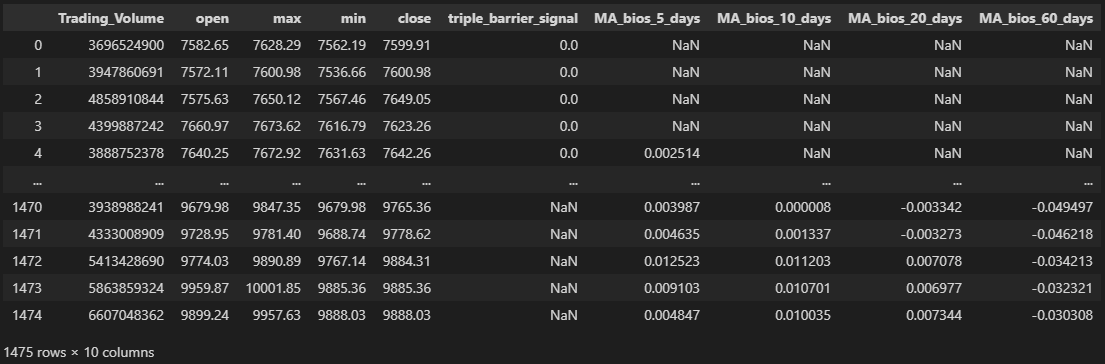 Trading_Volume open max min close triple_barrier_signal MA_bios_5_days MA_bios_10_days MA_bios_20_days MA_bios_60_days
0 3696524900 7582.65 7628.29 7562.19 7599.91 0.0 NaN NaN NaN NaN
1 3947860691 7572.11 7600.98 7536.66 7600.98 0.0 NaN NaN NaN NaN
2 4858910844 7575.63 7650.12 7567.46 7649.05 0.0 NaN NaN NaN NaN
3 4399887242 7660.97 7673.62 7616.79 7623.26 0.0 NaN NaN NaN NaN
4 3888752378 7640.25 7672.92 7631.63 7642.26 0.0 0.002514 NaN NaN NaN
... ... ... ... ... ... ... ... ... ... ...
1470 3938988241 9679.98 9847.35 9679.98 9765.36 NaN 0.003987 0.000008 -0.003342 -0.049497
1471 4333008909 9728.95 9781.40 9688.74 9778.62 NaN 0.004635 0.001337 -0.003273 -0.046218
1472 5413428690 9774.03 9890.89 9767.14 9884.31 NaN 0.012523 0.011203 0.007078 -0.034213
1473 5863859324 9959.87 10001.85 9885.36 9885.36 NaN 0.009103 0.010701 0.006977 -0.032321
1474 6607048362 9899.24 9957.63 9888.03 9888.03 NaN 0.004847 0.010035 0.007344 -0.030308
1475 rows × 10 columns